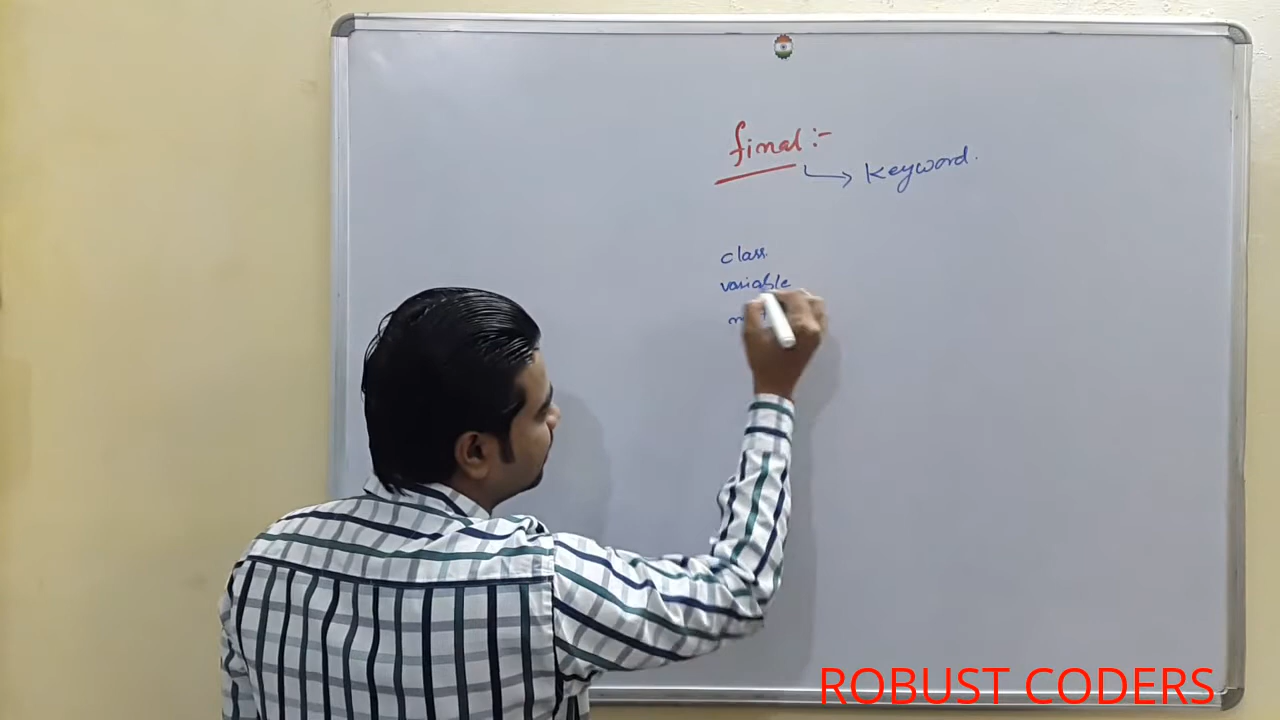 final :-
↳ Keyword.
class
variable
ROBUST CODERS